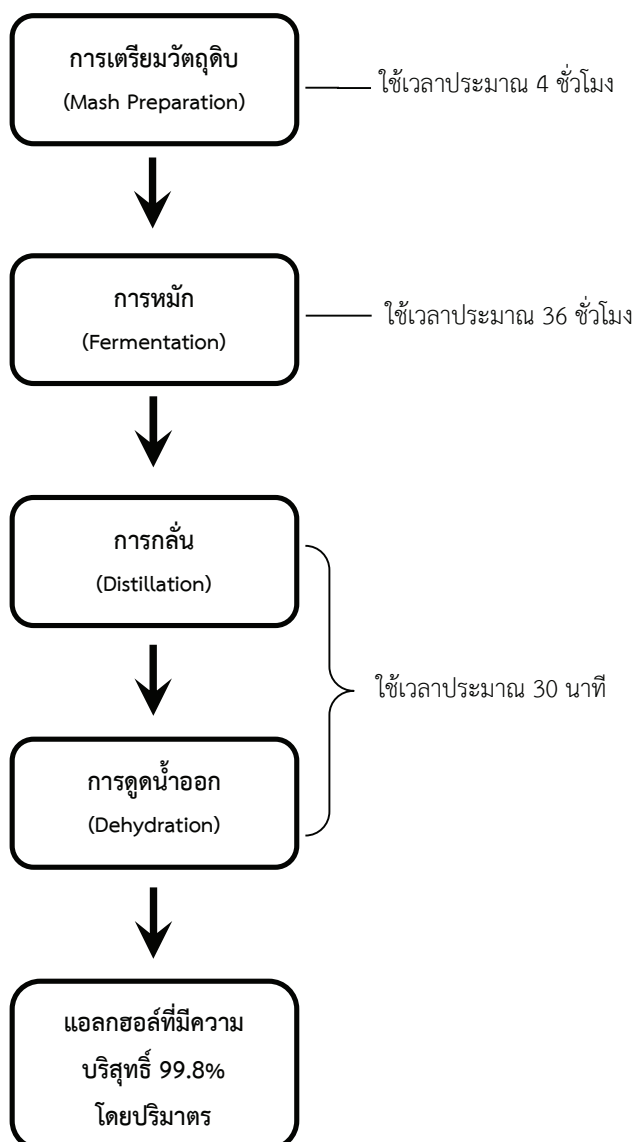 การเตรียมวัตถุดิบ
(Mash Preparation)
ใช้เวลาประมาณ 4 ชั่วโมง
การหมัก
(Fermentation)
ใช้เวลาประมาณ 36 ชั่วโมง
การกลั่น
(Distillation)
ใช้เวลาประมาณ 30 นาที
การดูดน้ำออก
(Dehydration)
แอลกฮอล์ที่มีความ
บริสุทธิ์ 99.8%
โดยปริมาตร